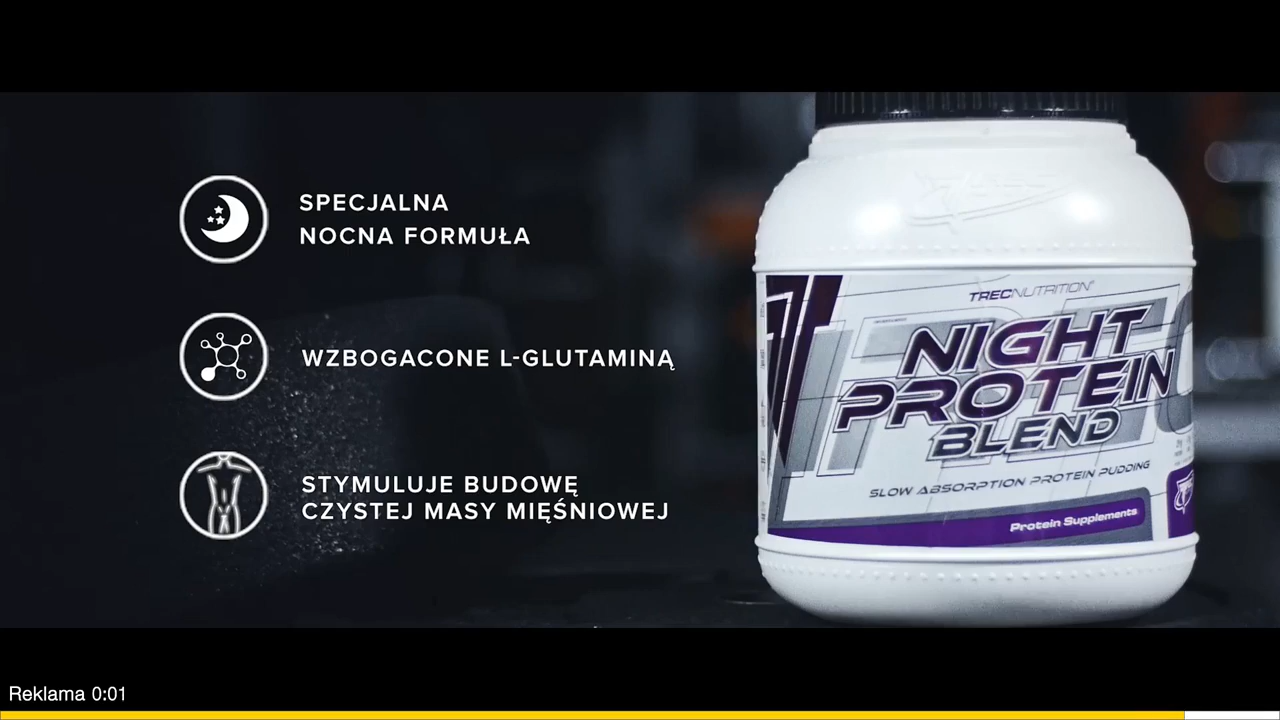 SPECJALNA
NOCNA FORMUŁA
WZBOGACONE L-GLUTAMINĄ
STYMULUJE BUDOWĘ
CZYSTEJ MASY MIĘŚNIOWEJ
TRECNUTRITION
NIGHT
PROTEIN
BLEND
SLOW ABSORPTION PROTEIN PUDDING
Protein Supplements
Reklama 0:01